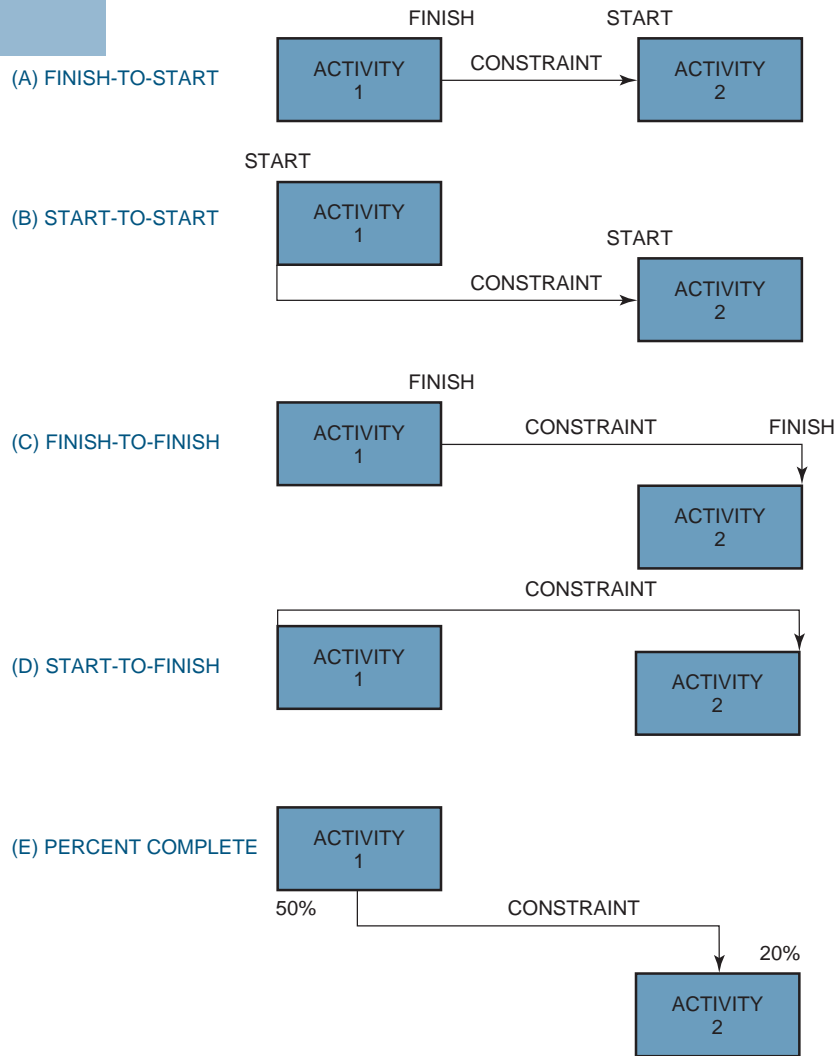 FINISH START
(A) FINISH-TO-START
ACTIVITY
1
CONSTRAINT
ACTIVITY
2
START
(B) START-TO-START
ACTIVITY
1
START
CONSTRAINT
ACTIVITY
2
FINISH
(C) FINISH-TO-FINISH
ACTIVITY
1
CONSTRAINT
FINISH
ACTIVITY
2
CONSTRAINT
(D) START-TO-FINISH
ACTIVITY
1
ACTIVITY
2
(E) PERCENT COMPLETE
ACTIVITY
1
50%
CONSTRAINT
20%
ACTIVITY
2